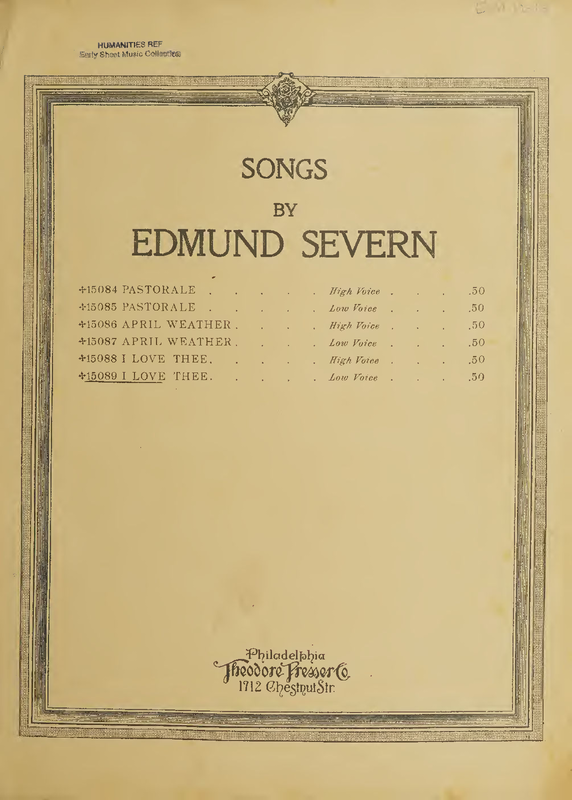 HUMANITIES REF
Early Sheet Music Collection
SONGS
BY
EDMUND SEVERN
+15084 PASTORALE . . . . . High Voice . . . .50
+15085 PASTORALE . . . . . Low Voice . . . .50
+15086 APRIL WEATHER . . . . . High Voice . . . .50
+15087 APRIL WEATHER . . . . . Low Voice . . . .50
+15088 I LOVE THEE . . . . . High Voice . . . .50
+15089 I LOVE THEE . . . . . Low Voice . . . .50
Philadelphia
Theodore Presser Co.
1712 Chestnut Str.